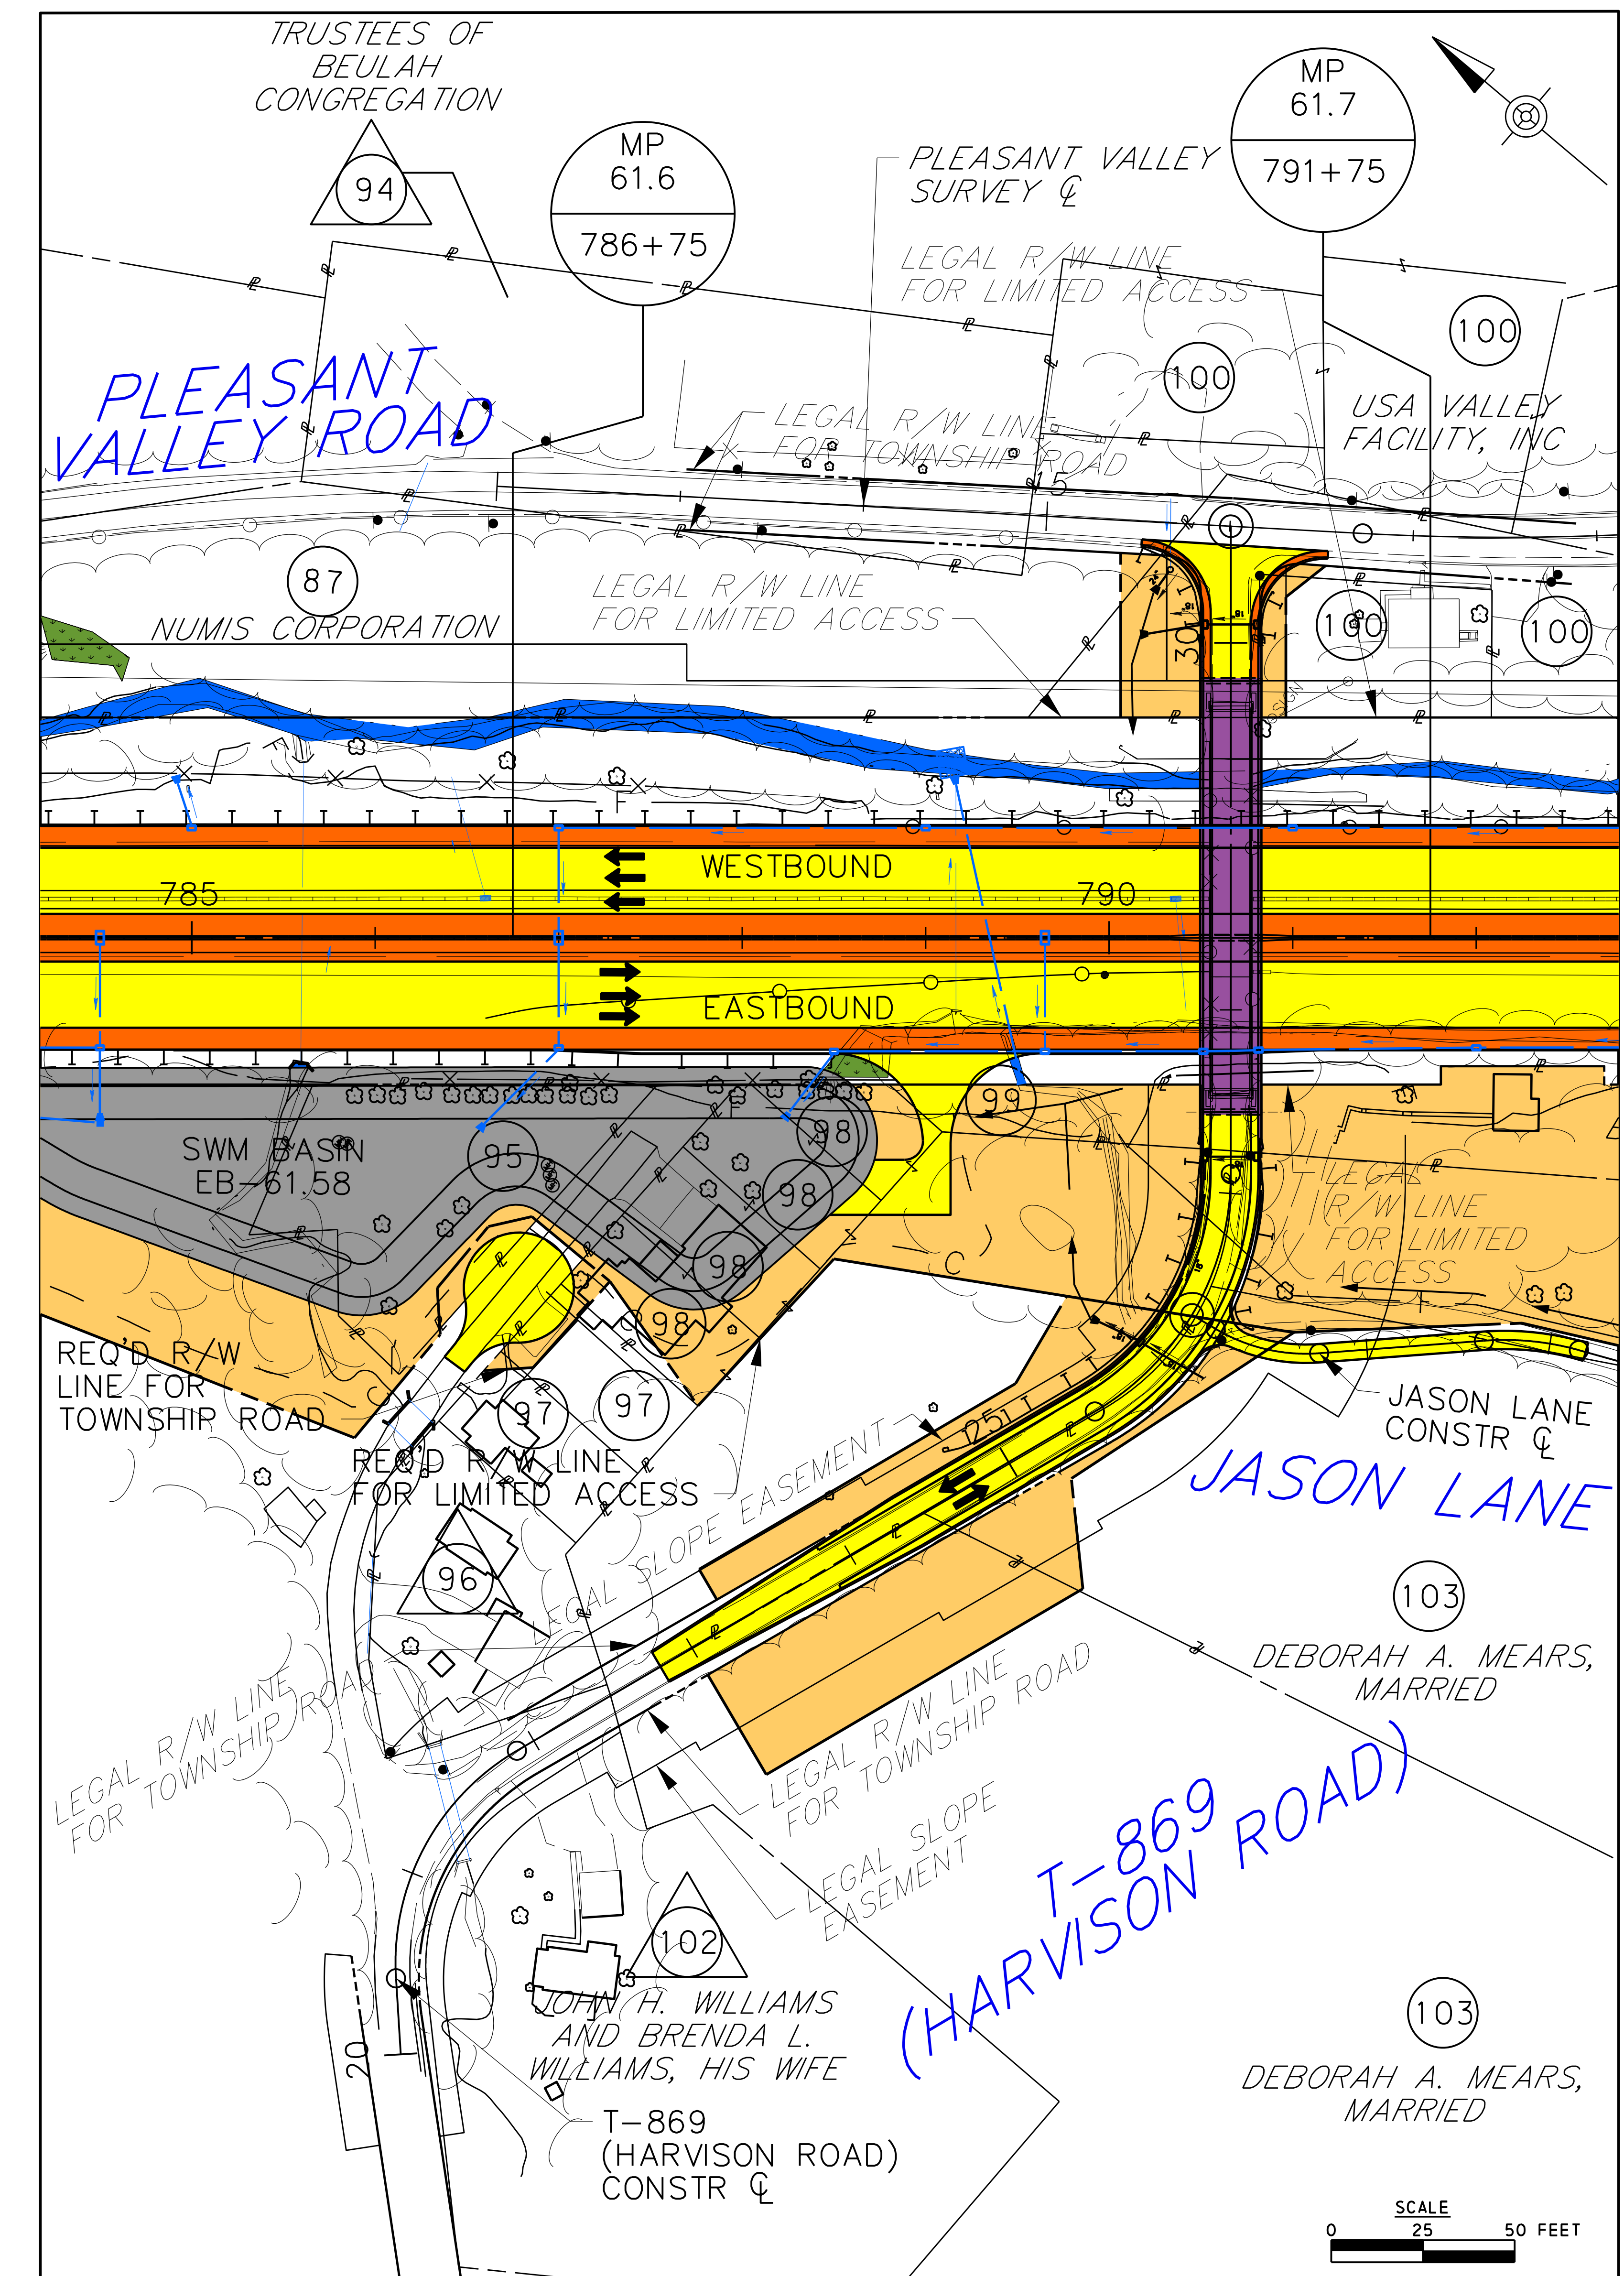 TRUSTEES OF
BEULAH
CONGREGATION
94
MP
61.6
786+75
MP
61.7
791+75
PLEASANT VALLEY
SURVEY ℄
LEGAL R/W LINE
FOR LIMITED ACCESS
100
100
USA VALLEY
FACILITY, INC
PLEASANT
VALLEY ROAD
LEGAL R/W LINE
FOR TOWNSHIP ROAD
15
87
NUMIS CORPORATION
LEGAL R/W LINE
FOR LIMITED ACCESS
30
100
100
SIGN
WESTBOUND
785
790
EASTBOUND
SWM BASIN
EB-61.58
95
98
99
98
98
98
LEGAL
R/W LINE
FOR LIMITED
ACCESS
REQ'D R/W
LINE FOR
TOWNSHIP ROAD
97
97
REQ'D R/W LINE
FOR LIMITED ACCESS
25
JASON LANE
CONSTR ℄
JASON LANE
LEGAL SLOPE EASEMENT
96
103
DEBORAH A. MEARS,
MARRIED
LEGAL R/W LINE
FOR TOWNSHIP ROAD
LEGAL R/W LINE
FOR TOWNSHIP ROAD
LEGAL SLOPE
EASEMENT
T-869
(HARVISON ROAD)
102
JOHN H. WILLIAMS
AND BRENDA L.
WILLIAMS, HIS WIFE
20
103
DEBORAH A. MEARS,
MARRIED
T-869
(HARVISON ROAD)
CONSTR ℄
SCALE
0 25 50 FEET